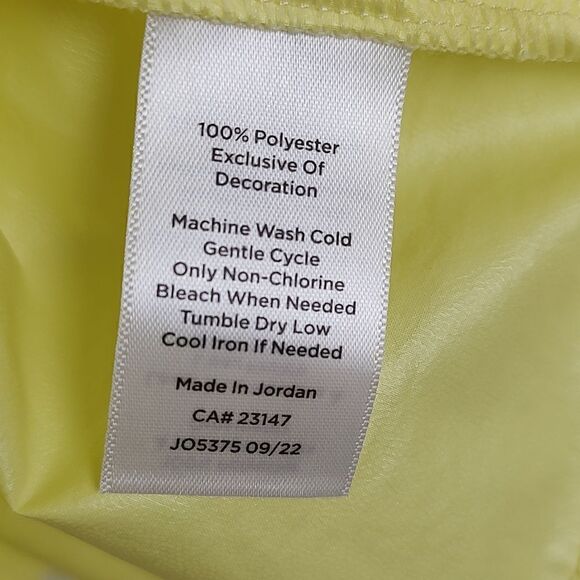 100% Polyester
Exclusive Of
Decoration
Machine Wash Cold
Gentle Cycle
Only Non-Chlorine
Bleach When Needed
Tumble Dry Low
Cool Iron If Needed
Made In Jordan
CA# 23147
JO5375 09/22